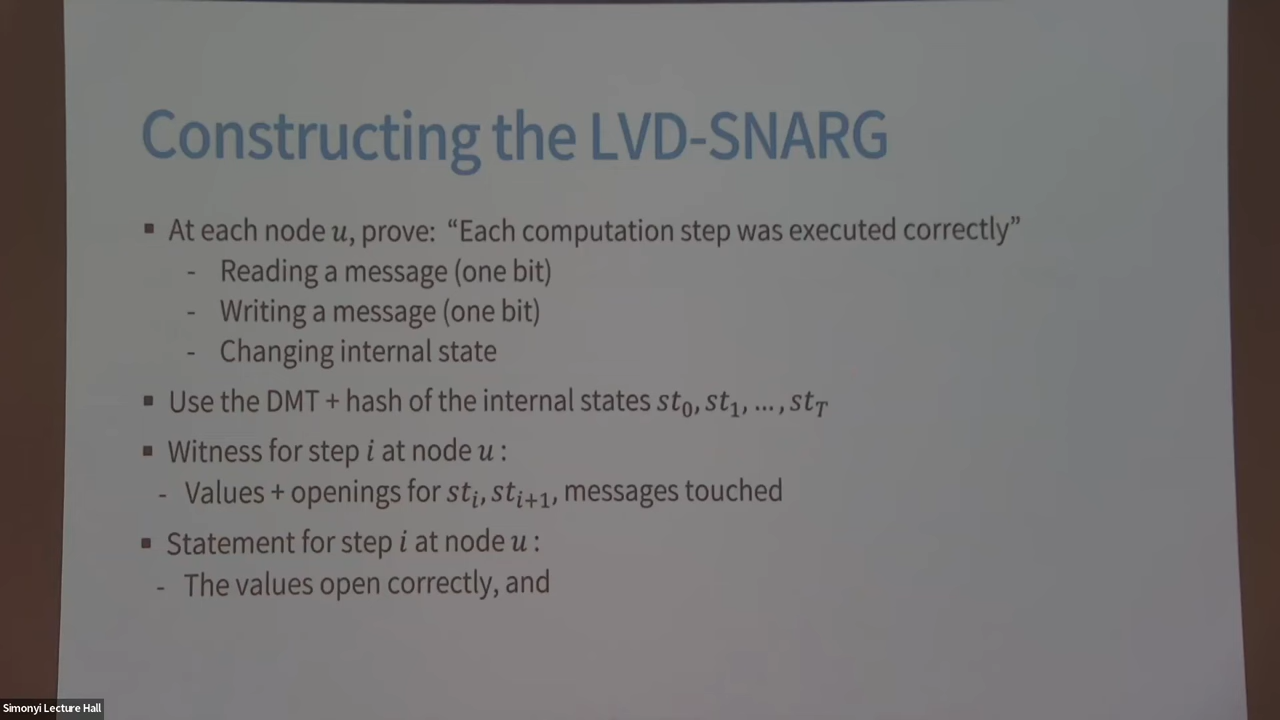 Constructing the LVD-SNARG
▪ At each node u, prove: “Each computation step was executed correctly”
- Reading a message (one bit)
- Writing a message (one bit)
- Changing internal state
▪ Use the DMT + hash of the internal states st₀, st₁, … , st_T
▪ Witness for step i at node u :
- Values + openings for stᵢ, stᵢ₊₁, messages touched
▪ Statement for step i at node u :
- The values open correctly, and
Simonyi Lecture Hall